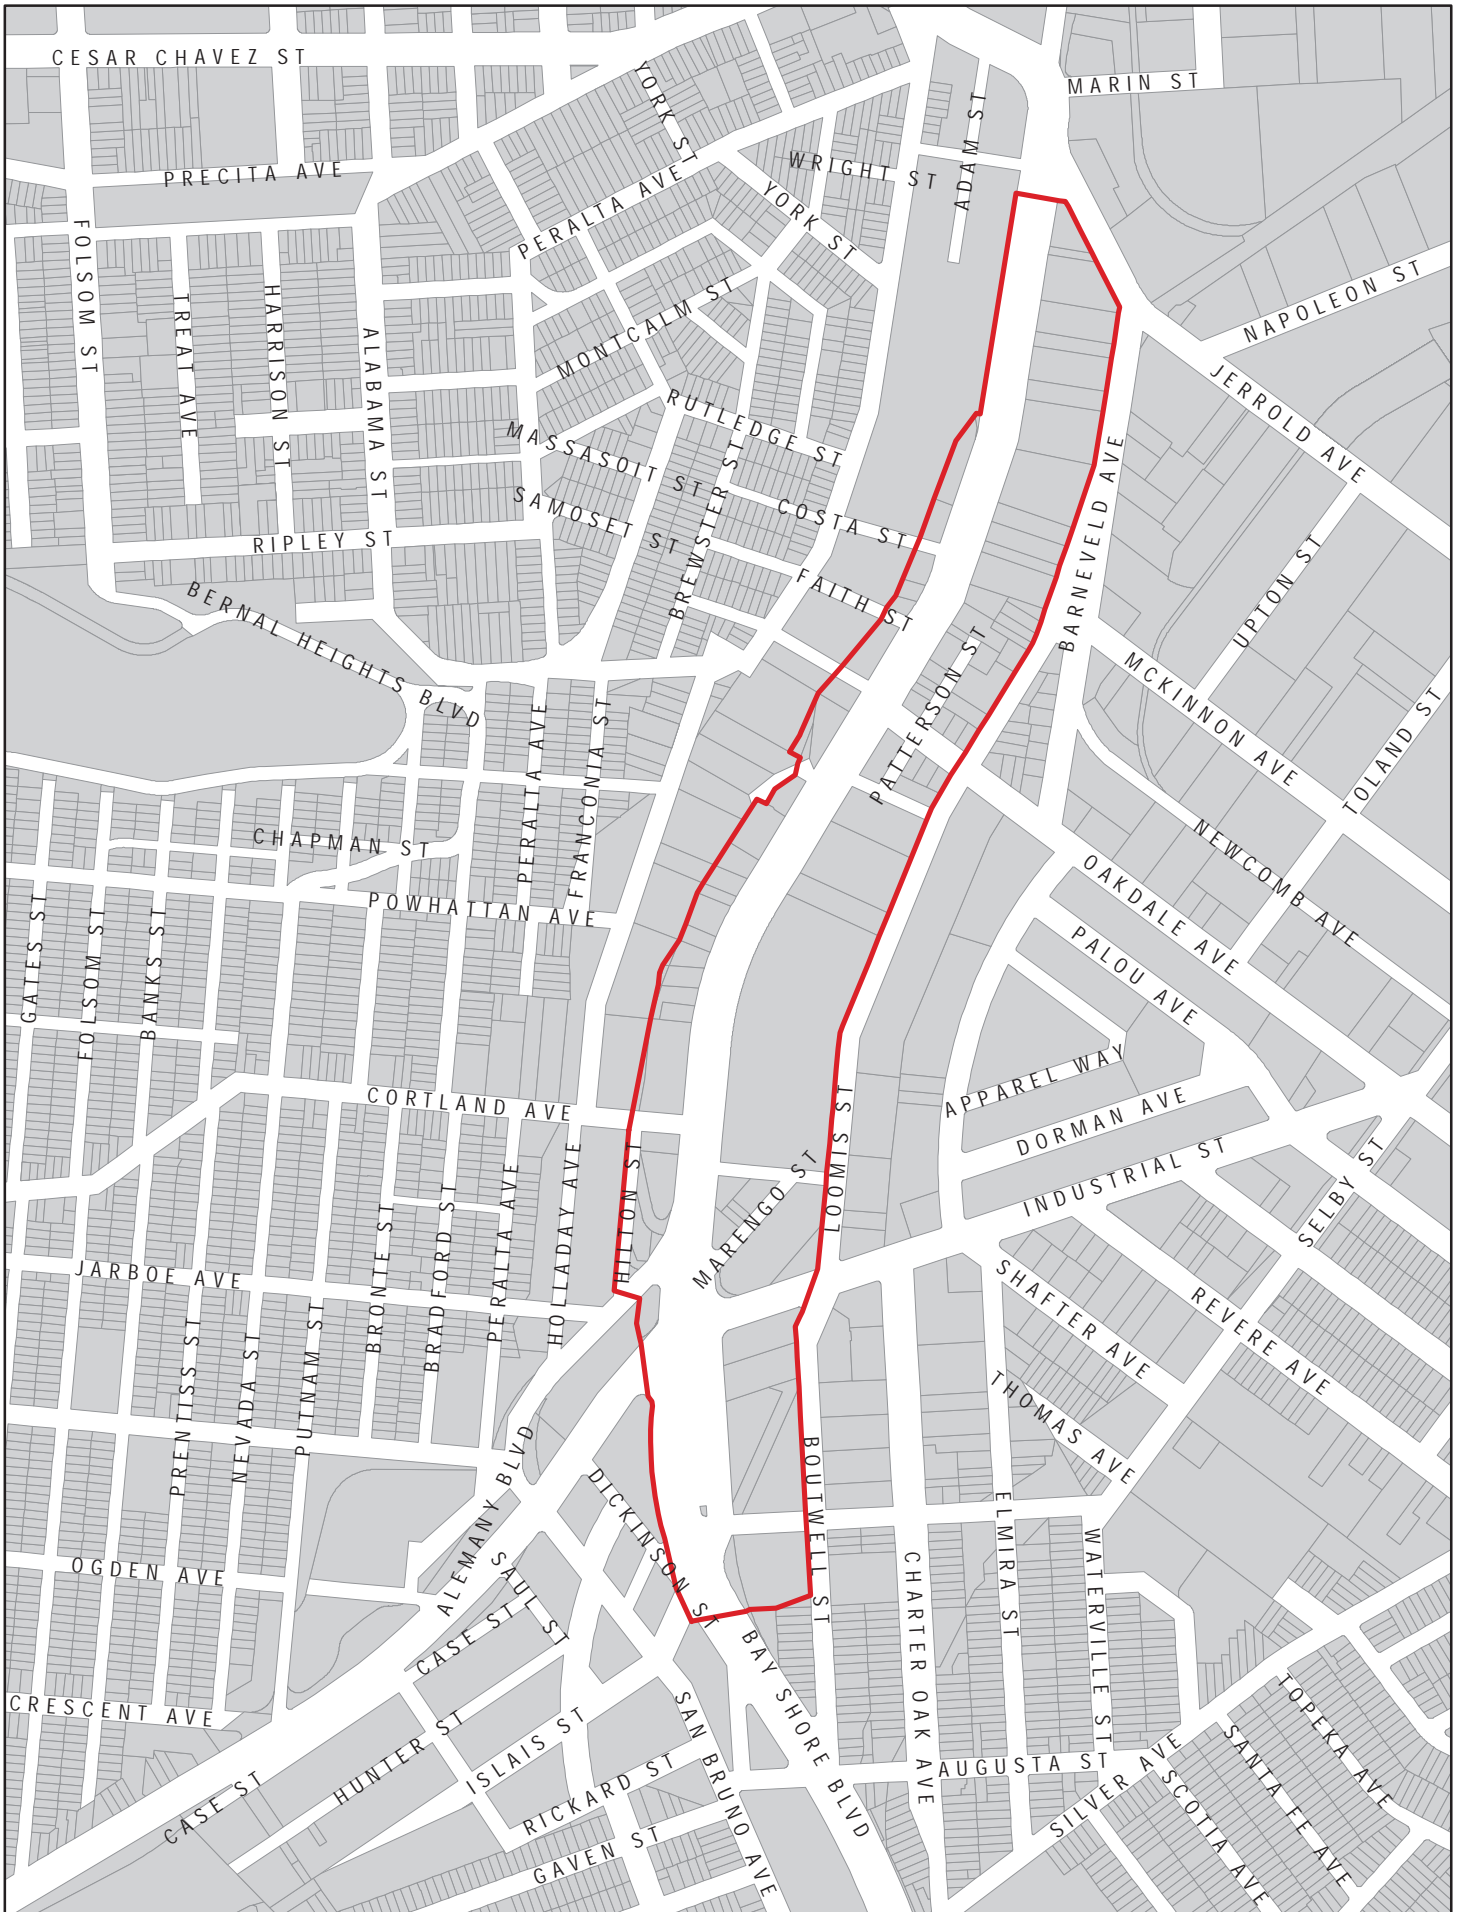 CESAR CHAVEZ ST
YORK ST
MARIN ST
ADAM ST
PRECITA AVE
WRIGHT ST
PERALTA AVE
YORK ST
FOLSOM ST
TREAT AVE
HARRISON ST
ALABAMA ST
MONTCALM ST
NAPOLEON ST
JERROLD AVE
RUTLEDGE ST
MASSASOIT ST
SAMOSET ST
BREWSTER ST
COSTA ST
BARNEVELD AVE
RIPLEY ST
FAITH ST
UPTON ST
BERNAL HEIGHTS BLVD
PATTERSON ST
MCKINNON AVE
TOLAND ST
PERALTA AVE
FRANCONIA ST
CHAPMAN ST
NEWCOMB AVE
OAKDALE AVE
POWHATTAN AVE
GATES ST
FOLSOM ST
BANKS ST
PALOU AVE
APPAREL WAY
CORTLAND AVE
DORMAN AVE
LOOMIS ST
HILTON ST
MARENGO ST
INDUSTRIAL ST
SELBY ST
BRONTE ST
BRADFORD ST
PERALTA AVE
HOLLADAY AVE
JARBOE AVE
SHAFTER AVE
REVERE AVE
PRENTISS ST
NEVADA ST
PUTNAM ST
THOMAS AVE
ALEMANY BLVD
DICKINSON ST
BOUTWELL ST
ELMIRA ST
WATERVILLE ST
CHARTER OAK AVE
OGDEN AVE
SAUL ST
CASE ST
BAY SHORE BLVD
CRESCENT AVE
SAN BRUNO AVE
HUNTER ST
ISLAIS ST
TOPEKA AVE
SANTA FE AVE
AUGUSTA ST
SILVER AVE
SCOTIA AVE
RICKARD ST
CASE ST
GAVEN ST